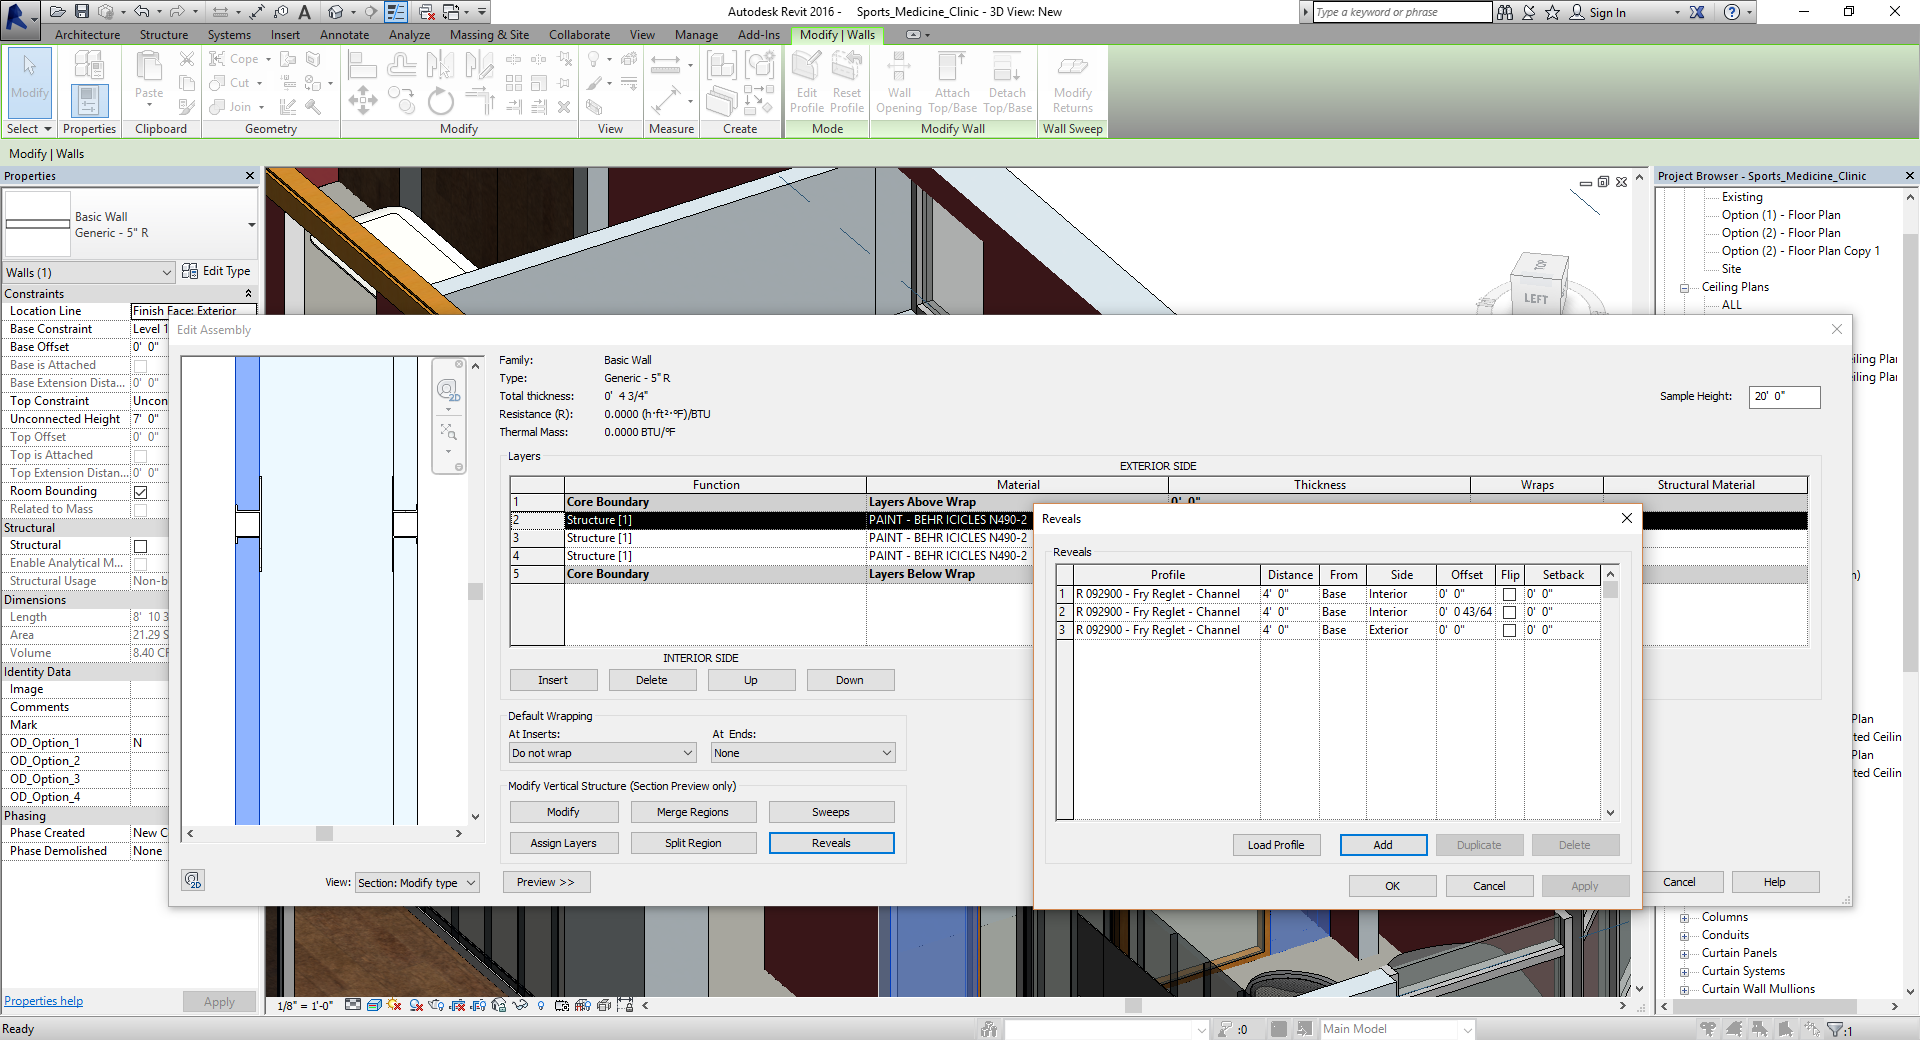 Autodesk Revit 2016 - Sports_Medicine_Clinic - 3D View: New
Type a keyword or phrase
Sign In
Architecture Structure Systems Insert Annotate Analyze Massing & Site Collaborate View Manage Add-Ins Modify | Walls
Modify
Paste
Cope
Cut
Join
Edit Profile
Reset Profile
Wall Opening
Attach Top/Base
Detach Top/Base
Modify Returns
Select Properties Clipboard Geometry Modify View Measure Create Mode Modify Wall Wall Sweep
Modify | Walls
Properties
Basic Wall
Generic - 5" R
Walls (1)
Edit Type
Constraints
Location Line Finish Face: Exterior
Base Constraint Level 1
Base Offset 0' 0"
Base is Attached
Base Extension Dista... 0' 0"
Top Constraint Uncon
Unconnected Height 7' 0"
Top Offset 0' 0"
Top is Attached
Top Extension Distan... 0' 0"
Room Bounding
Related to Mass
Structural
Structural
Enable Analytical M...
Structural Usage Non-b
Dimensions
Length 8' 10 3
Area 21.29 S
Volume 8.40 CF
Identity Data
Image
Comments
Mark
OD_Option_1 N
OD_Option_2
OD_Option_3
OD_Option_4
Phasing
Phase Created New C
Phase Demolished None
Properties help
Apply
LEFT
Project Browser - Sports_Medicine_Clinic
Existing
Option (1) - Floor Plan
Option (2) - Floor Plan
Option (2) - Floor Plan Copy 1
Site
Ceiling Plans
ALL
eiling Plan
eiling Plan
Plan
ted Ceilin
Plan
ted Ceilin
Columns
Conduits
Curtain Panels
Curtain Systems
Curtain Wall Mullions
Edit Assembly
2D
Family: Basic Wall
Type: Generic - 5" R
Total thickness: 0' 4 3/4"
Resistance (R): 0.0000 (h·ft²·°F)/BTU
Thermal Mass: 0.0000 BTU/°F
Sample Height: 20' 0"
Layers
EXTERIOR SIDE
Function Material Thickness Wraps Structural Material
1 Core Boundary Layers Above Wrap 0' 0"
2 Structure [1] PAINT - BEHR ICICLES N490-2
3 Structure [1] PAINT - BEHR ICICLES N490-2
4 Structure [1] PAINT - BEHR ICICLES N490-2
5 Core Boundary Layers Below Wrap
INTERIOR SIDE
Insert Delete Up Down
Default Wrapping
At Inserts: At Ends:
Do not wrap None
Modify Vertical Structure (Section Preview only)
Modify Merge Regions Sweeps
Assign Layers Split Region Reveals
2D
View: Section: Modify type
Preview >>
Cancel Help
Reveals
Reveals
Profile Distance From Side Offset Flip Setback
1 R 092900 - Fry Reglet - Channel 4' 0" Base Interior 0' 0" 0' 0"
2 R 092900 - Fry Reglet - Channel 4' 0" Base Interior 0' 0 43/64 0' 0"
3 R 092900 - Fry Reglet - Channel 4' 0" Base Exterior 0' 0" 0' 0"
Load Profile Add Duplicate Delete
OK Cancel Apply
1/8" = 1'-0"
Ready
:0
Main Model
:1